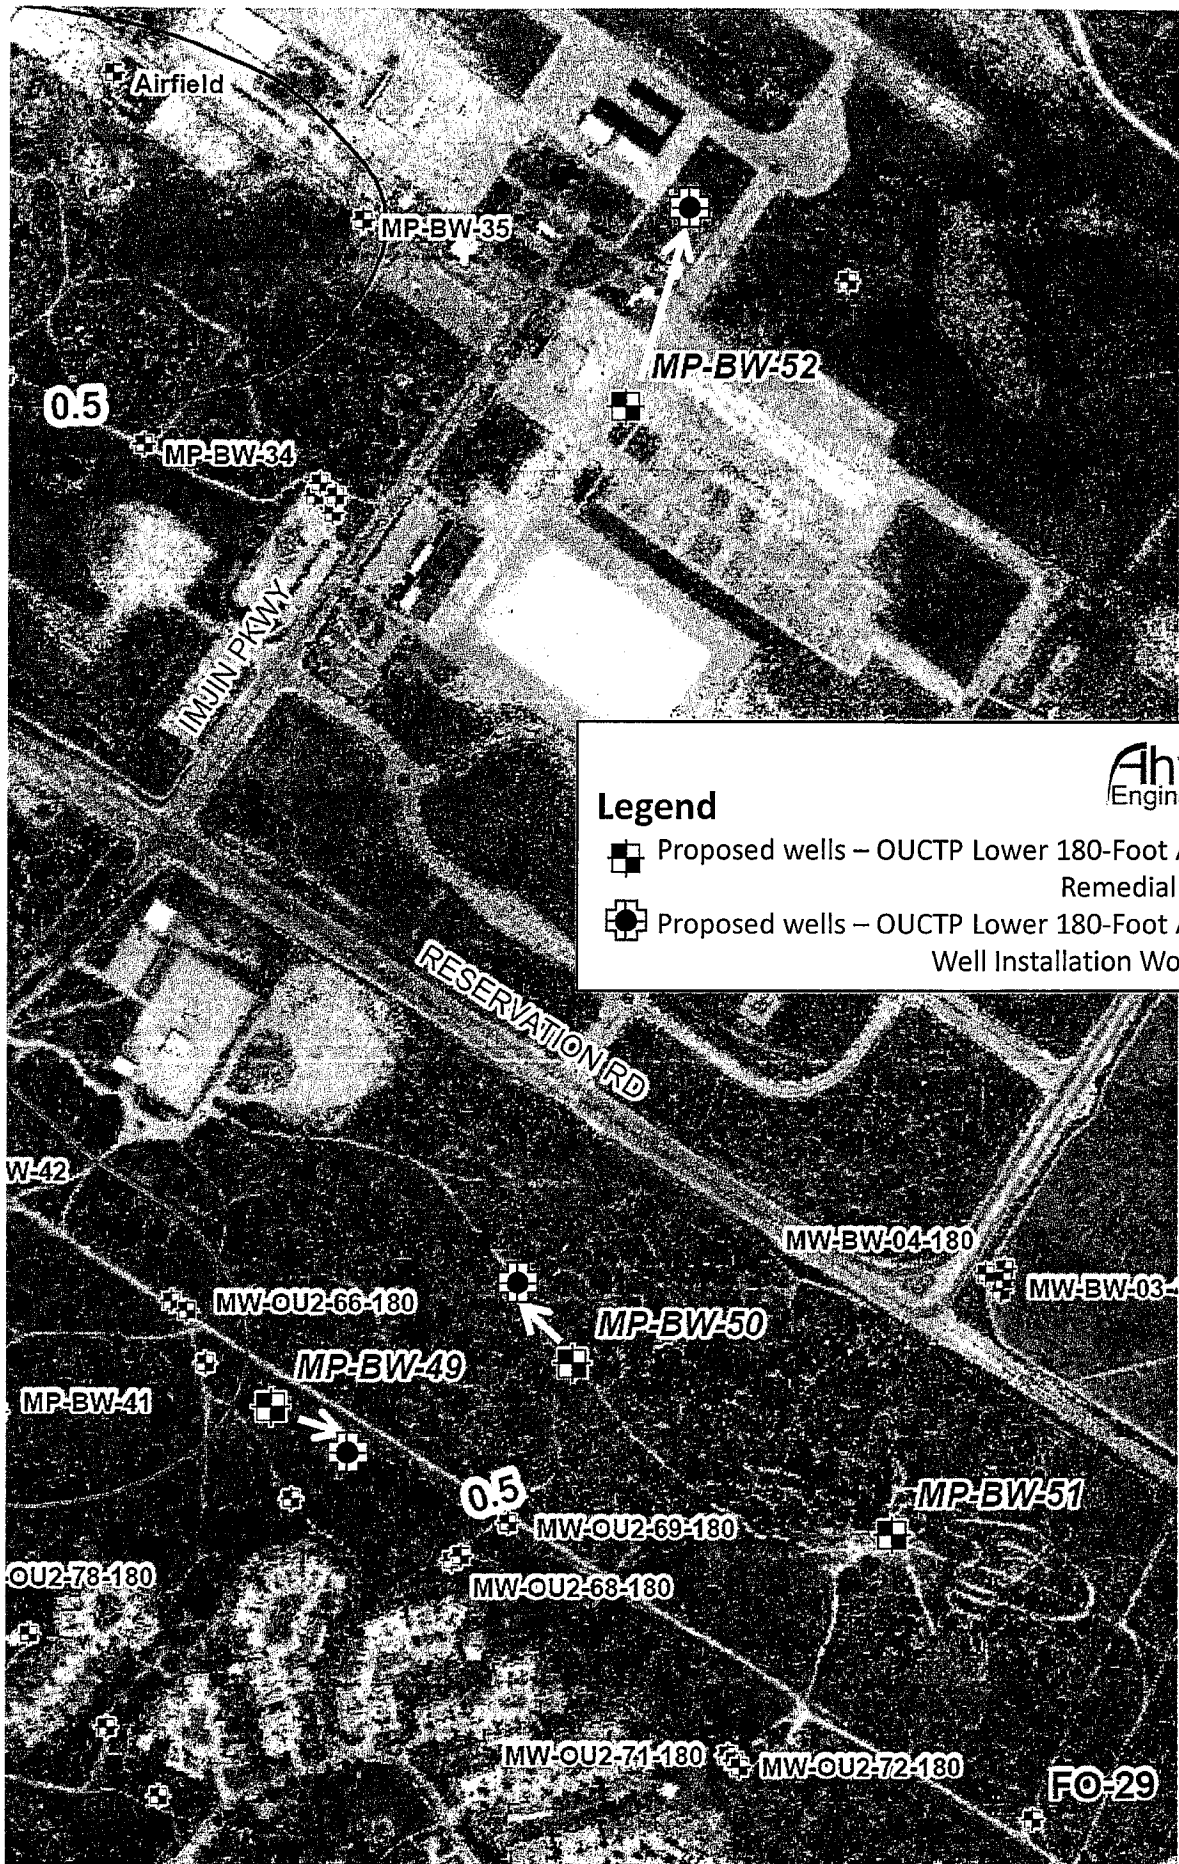 Airfield
MP-BW-35
MP-BW-52
0.5
MP-BW-34
IMJIN PKWY
Legend
Proposed wells – OUCTP Lower 180-Foot
Remedial
Proposed wells – OUCTP Lower 180-Foot
Well Installation
RESERVATION RD
W-42
MW-BW-04-180
MW-OU2-66-180
MW-BW-03-
MP-BW-50
MP-BW-49
MP-BW-41
0.5
MP-BW-51
MW-OU2-69-180
OU2-78-180
MW-OU2-68-180
MW-OU2-71-180
MW-OU2-72-180
FO-29